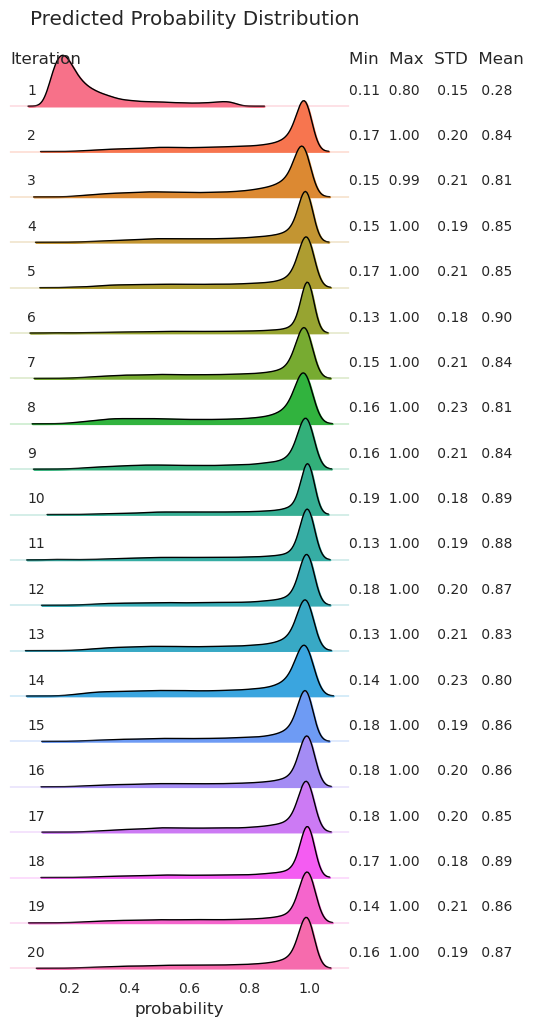 Predicted Probability Distribution
Iteration Min Max STD Mean
1 0.11 0.80 0.15 0.28
2 0.17 1.00 0.20 0.84
3 0.15 0.99 0.21 0.81
4 0.15 1.00 0.19 0.85
5 0.17 1.00 0.21 0.85
6 0.13 1.00 0.18 0.90
7 0.15 1.00 0.21 0.84
8 0.16 1.00 0.23 0.81
9 0.16 1.00 0.21 0.84
10 0.19 1.00 0.18 0.89
11 0.13 1.00 0.19 0.88
12 0.18 1.00 0.20 0.87
13 0.13 1.00 0.21 0.83
14 0.14 1.00 0.23 0.80
15 0.18 1.00 0.19 0.86
16 0.18 1.00 0.20 0.86
17 0.18 1.00 0.20 0.85
18 0.17 1.00 0.18 0.89
19 0.14 1.00 0.21 0.86
20 0.16 1.00 0.19 0.87
0.2 0.4 0.6 0.8 1.0
probability